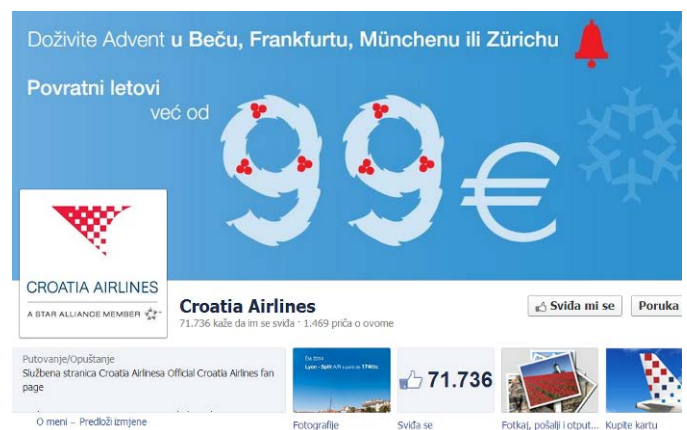 Doživite Advent u Beču, Frankfurtu, Münchenu ili Zürichu
Povratni letovi
već od
99€
CROATIA AIRLINES
A STAR ALLIANCE MEMBER
Croatia Airlines
71.736 kaže da im se sviđa · 1.469 priča o ovome
Sviđa mi se
Poruka
Putovanje/Opuštanje
Službena stranica Croatia Airlinesa Official Croatia Airlines fan
page
O meni – Predloži izmjene
Lyon - Split A/R
71.736
Fotografije
Sviđa se
Fotkaj, pošalji i otput...
Kupite kartu